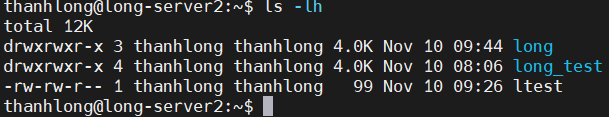 thanhlong@long-server2:~$ ls -lh
total 12K
drwxrwxr-x 3 thanhlong thanhlong 4.0K Nov 10 09:44 long
drwxrwxr-x 4 thanhlong thanhlong 4.0K Nov 10 08:06 long_test
-rw-rw-r-- 1 thanhlong thanhlong   99 Nov 10 09:26 ltest
thanhlong@long-server2:~$